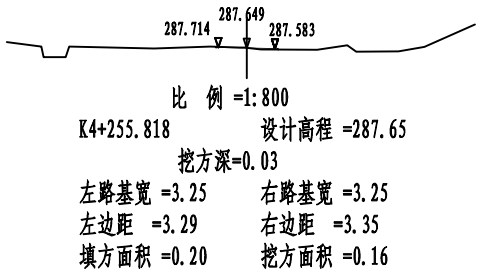 287.649
287.714 287.583
比 例 =1:800
K4+255.818 设计高程 =287.65
挖方深=0.03
左路基宽 =3.25 右路基宽 =3.25
左边距 =3.29 右边距 =3.35
填方面积 =0.20 挖方面积 =0.16